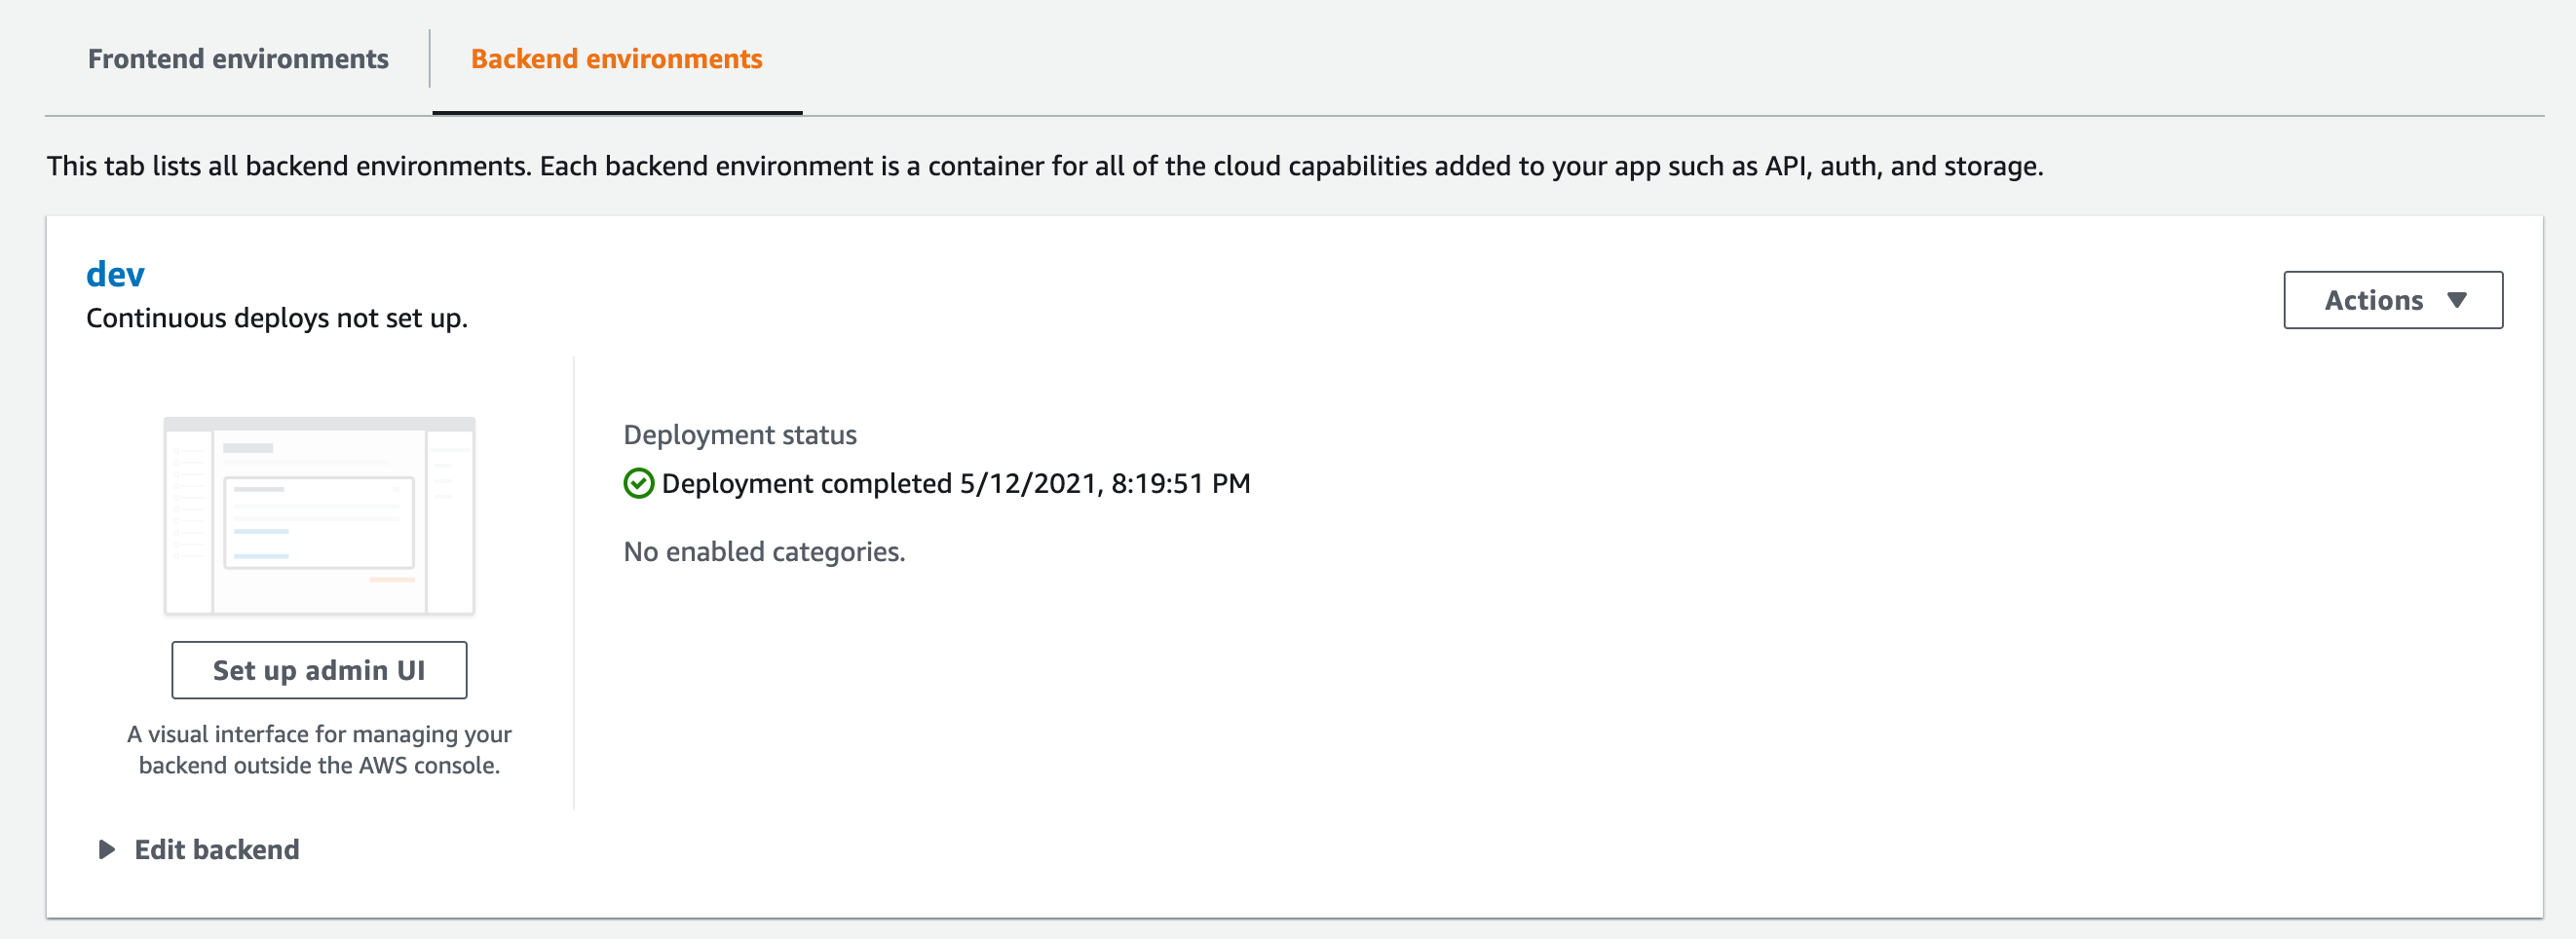 Frontend environments
Backend environments
This tab lists all backend environments. Each backend environment is a container for all of the cloud capabilities added to your app such as API, auth, and storage.
dev
Continuous deploys not set up.
Actions
Deployment status
Deployment completed 5/12/2021, 8:19:51 PM
No enabled categories.
Set up admin UI
A visual interface for managing your
backend outside the AWS console.
Edit backend